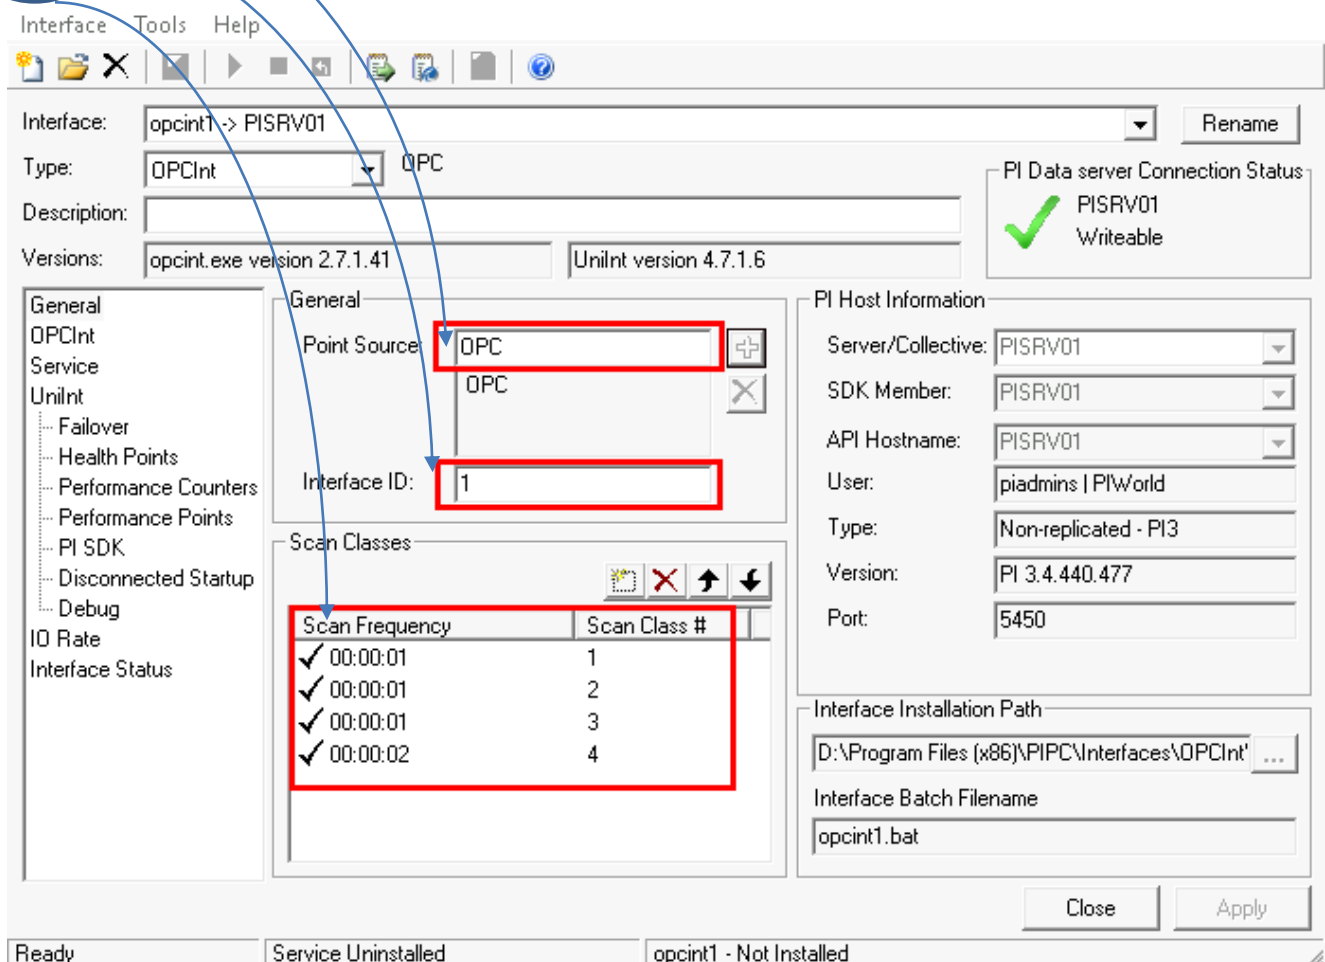 Interface Tools Help
Interface: opcint1 -> PISRV01 Rename
Type: OPCInt OPC
PI Data server Connection Status
PISRV01
Writeable
Description:
Versions: opcint.exe version 2.7.1.41 UniInt version 4.7.1.6
General
OPCInt
Service
UniInt
Failover
Health Points
Performance Counters
Performance Points
PI SDK
Disconnected Startup
Debug
IO Rate
Interface Status
General
Point Source: OPC
OPC
Interface ID: 1
Scan Classes
Scan Frequency Scan Class #
00:00:01 1
00:00:01 2
00:00:01 3
00:00:02 4
PI Host Information
Server/Collective: PISRV01
SDK Member: PISRV01
API Hostname: PISRV01
User: piadmins | PIWorld
Type: Non-replicated - PI3
Version: PI 3.4.440.477
Port: 5450
Interface Installation Path
D:\Program Files (x86)\PIPC\Interfaces\OPCInt\ ...
Interface Batch Filename
opcint1.bat
Close Apply
Ready Service Uninstalled opcint1 - Not Installed